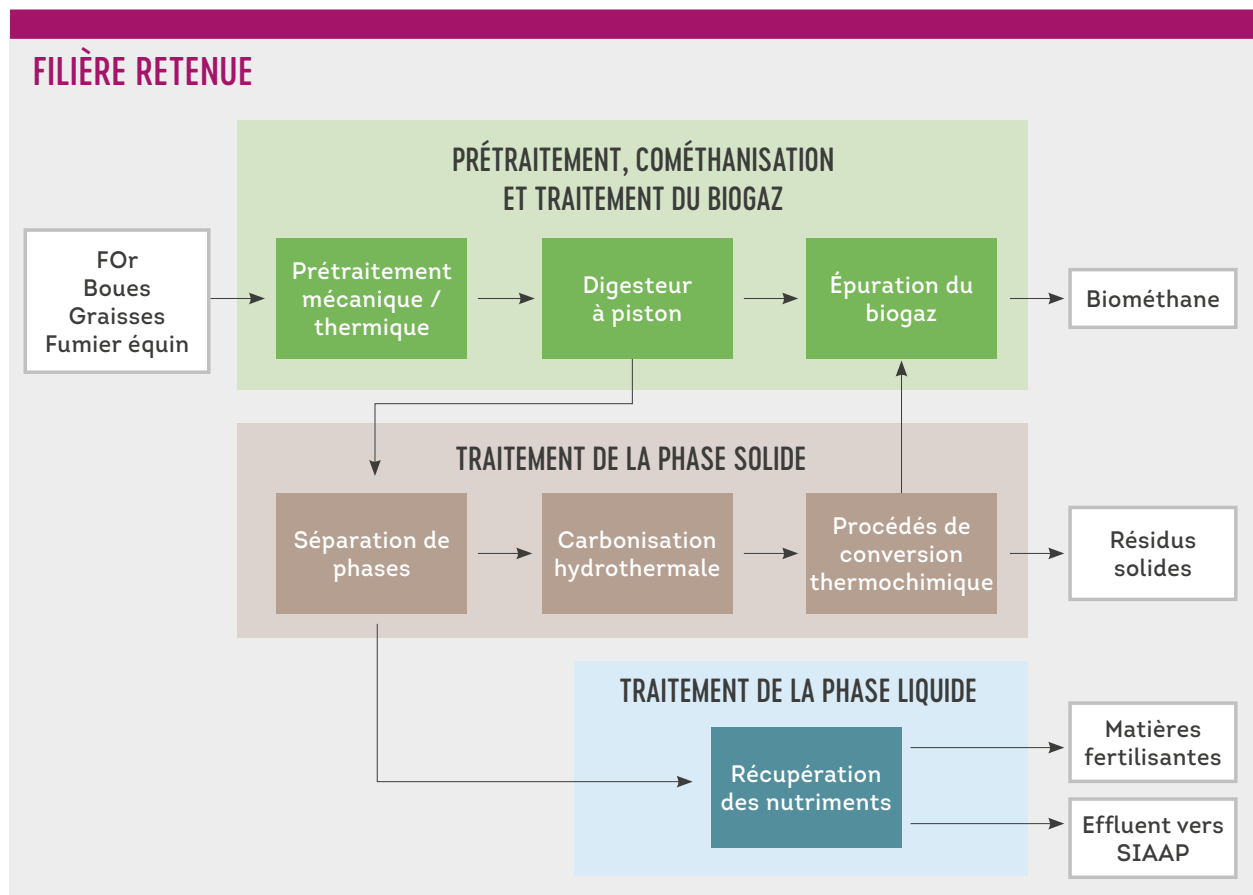 FILIÈRE RETENUE
PRÉTRAITEMENT, COMÉTHANISATION
ET TRAITEMENT DU BIOGAZ
FOr
Boues
Graisses
Fumier équin
Prétraitement
mécanique /
thermique
Digesteur
à piston
Épuration du
biogaz
Biométhane
TRAITEMENT DE LA PHASE SOLIDE
Séparation de
phases
Carbonisation
hydrothermale
Procédés de
conversion
thermochimique
Résidus
solides
TRAITEMENT DE LA PHASE LIQUIDE
Récupération
des nutriments
Matières
fertilisantes
Effluent vers
SIAAP